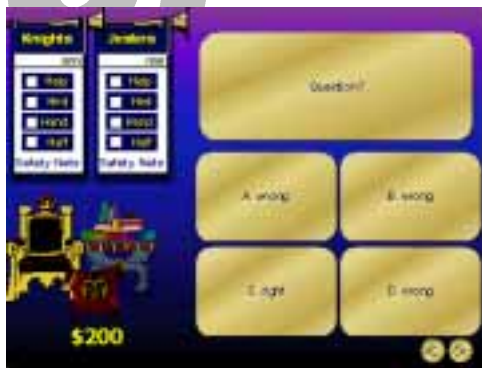 Knights
Jesters
Help
Hint
Hand
Half
Safety Nets
Help
Hint
Hand
Half
Safety Nets
Question?
A. wrong
B. wrong
C. right
D. wrong
$200